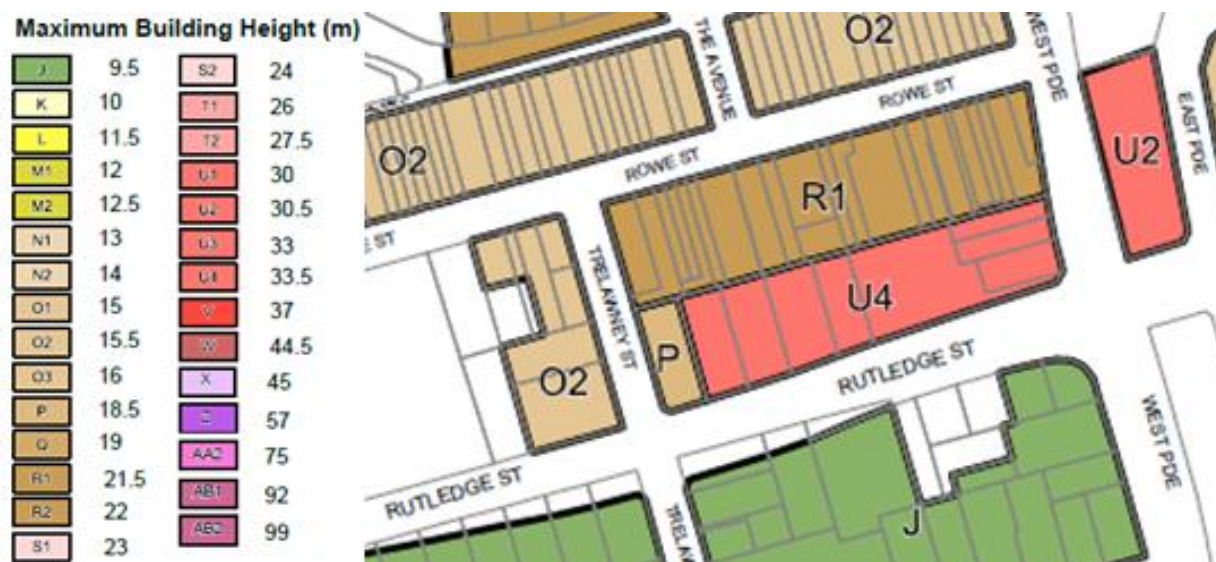 Maximum Building Height (m)
J 9.5
K 10
L 11.5
M1 12
M2 12.5
N1 13
N2 14
O1 15
O2 15.5
O3 16
P 18.5
Q 19
R1 21.5
R2 22
S1 23
S2 24
T1 26
T2 27.5
U1 30
U2 30.5
U3 33
U4 33.5
V 37
W 44.5
X 45
Z 57
AA2 75
AB1 92
AB2 99
O2
THE AVENUE
WEST PDE
ROWE ST
EAST PDE
O2
ROWE ST
U2
R1
E ST
TRELAWNEY ST
U4
P
O2
RUTLEDGE ST
WEST PDE
RUTLEDGE ST
TRELAW
J